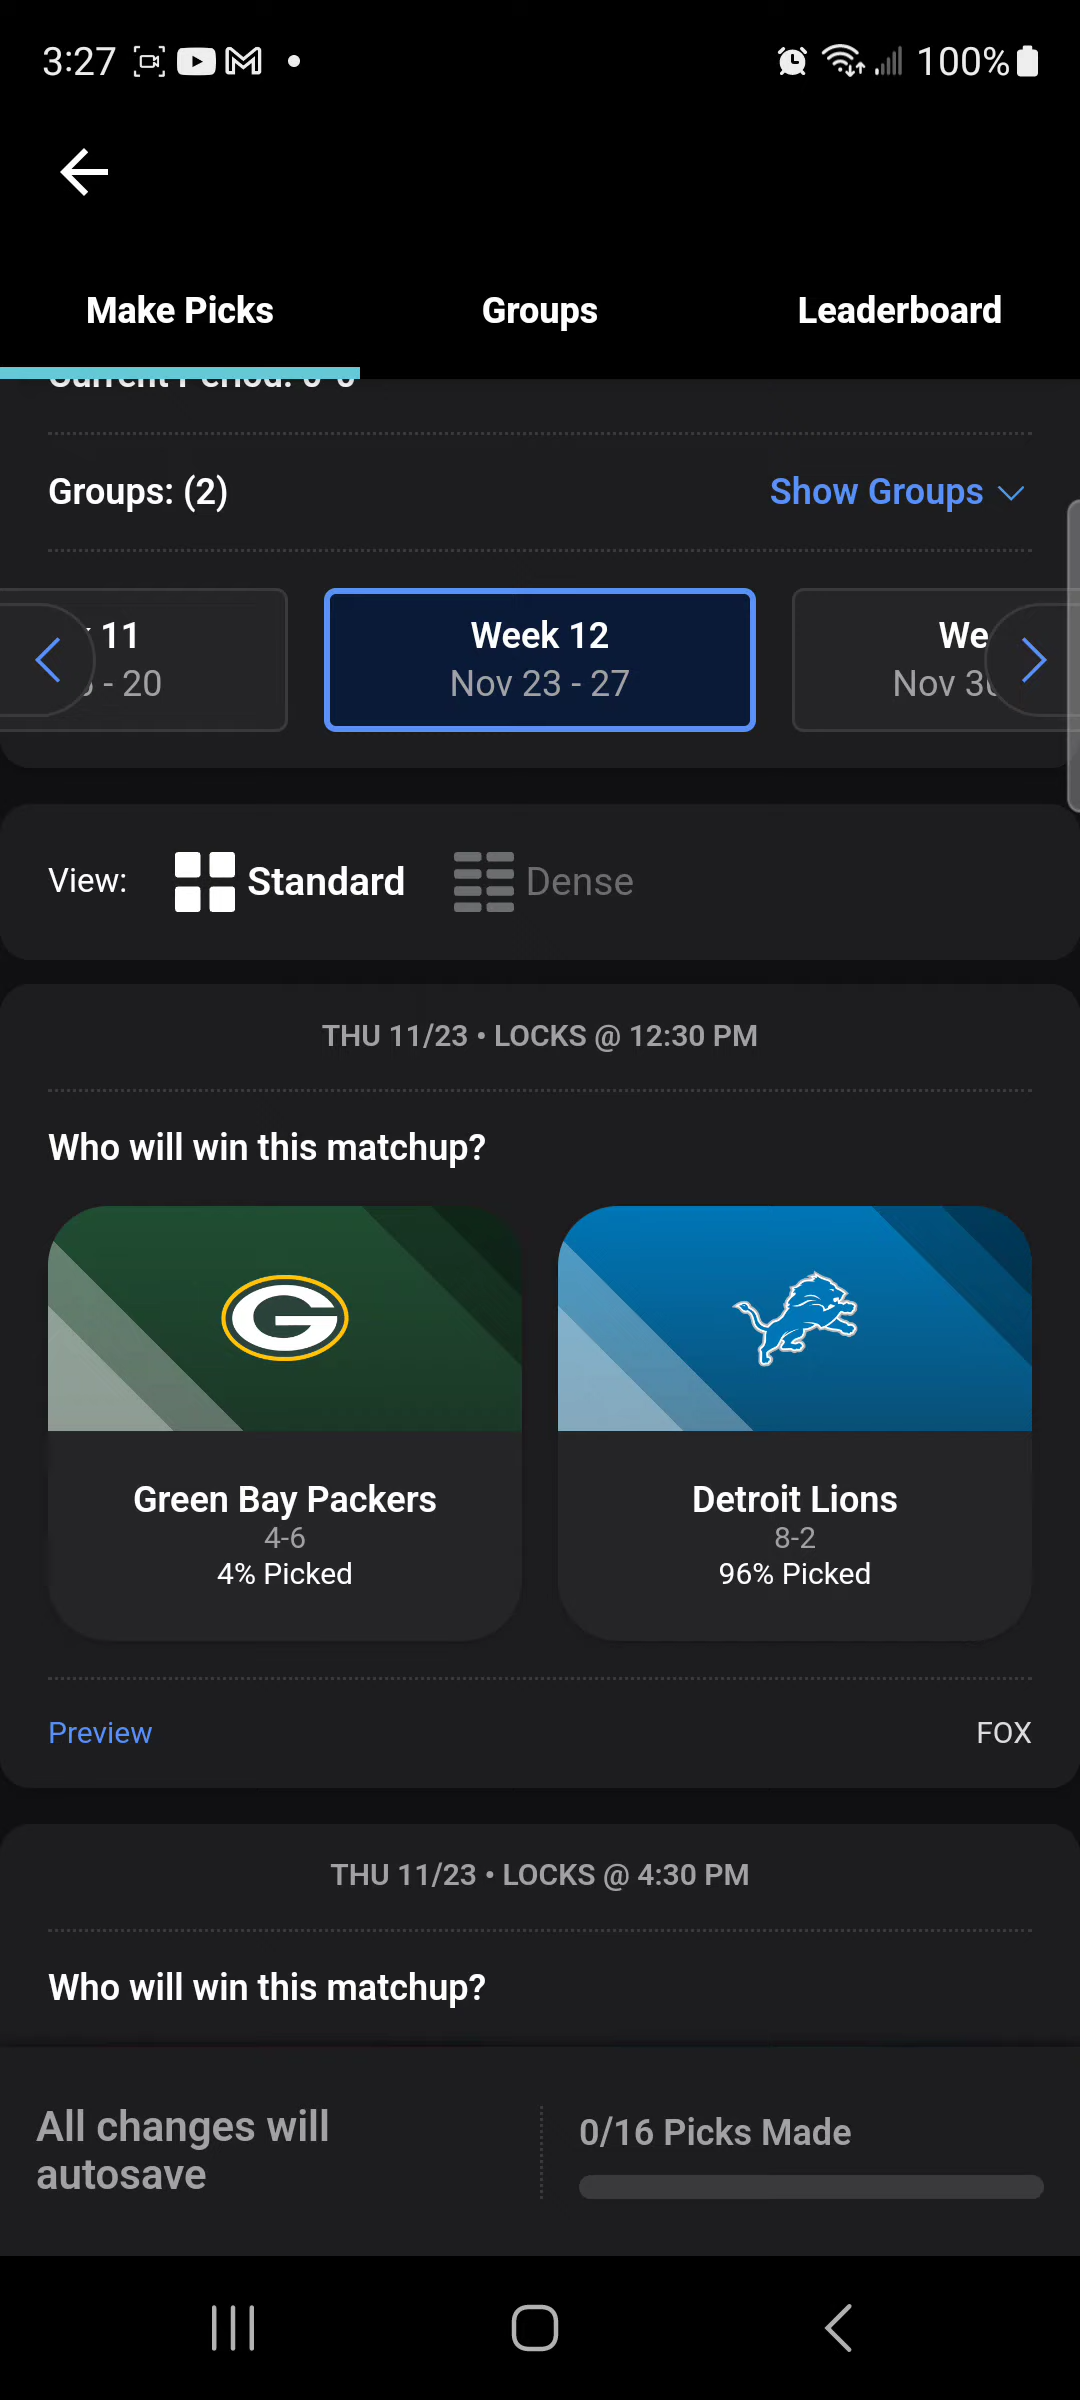 3:27
100%
Make Picks
Groups
Leaderboard
Current Period: 0-0
Groups: (2)
Show Groups
11
- 20
Week 12
Nov 23 - 27
We
Nov 30
View:
Standard
Dense
THU 11/23 • LOCKS @ 12:30 PM
Who will win this matchup?
G
Green Bay Packers
4-6
4% Picked
Detroit Lions
8-2
96% Picked
Preview
FOX
THU 11/23 • LOCKS @ 4:30 PM
Who will win this matchup?
All changes will
autosave
0/16 Picks Made